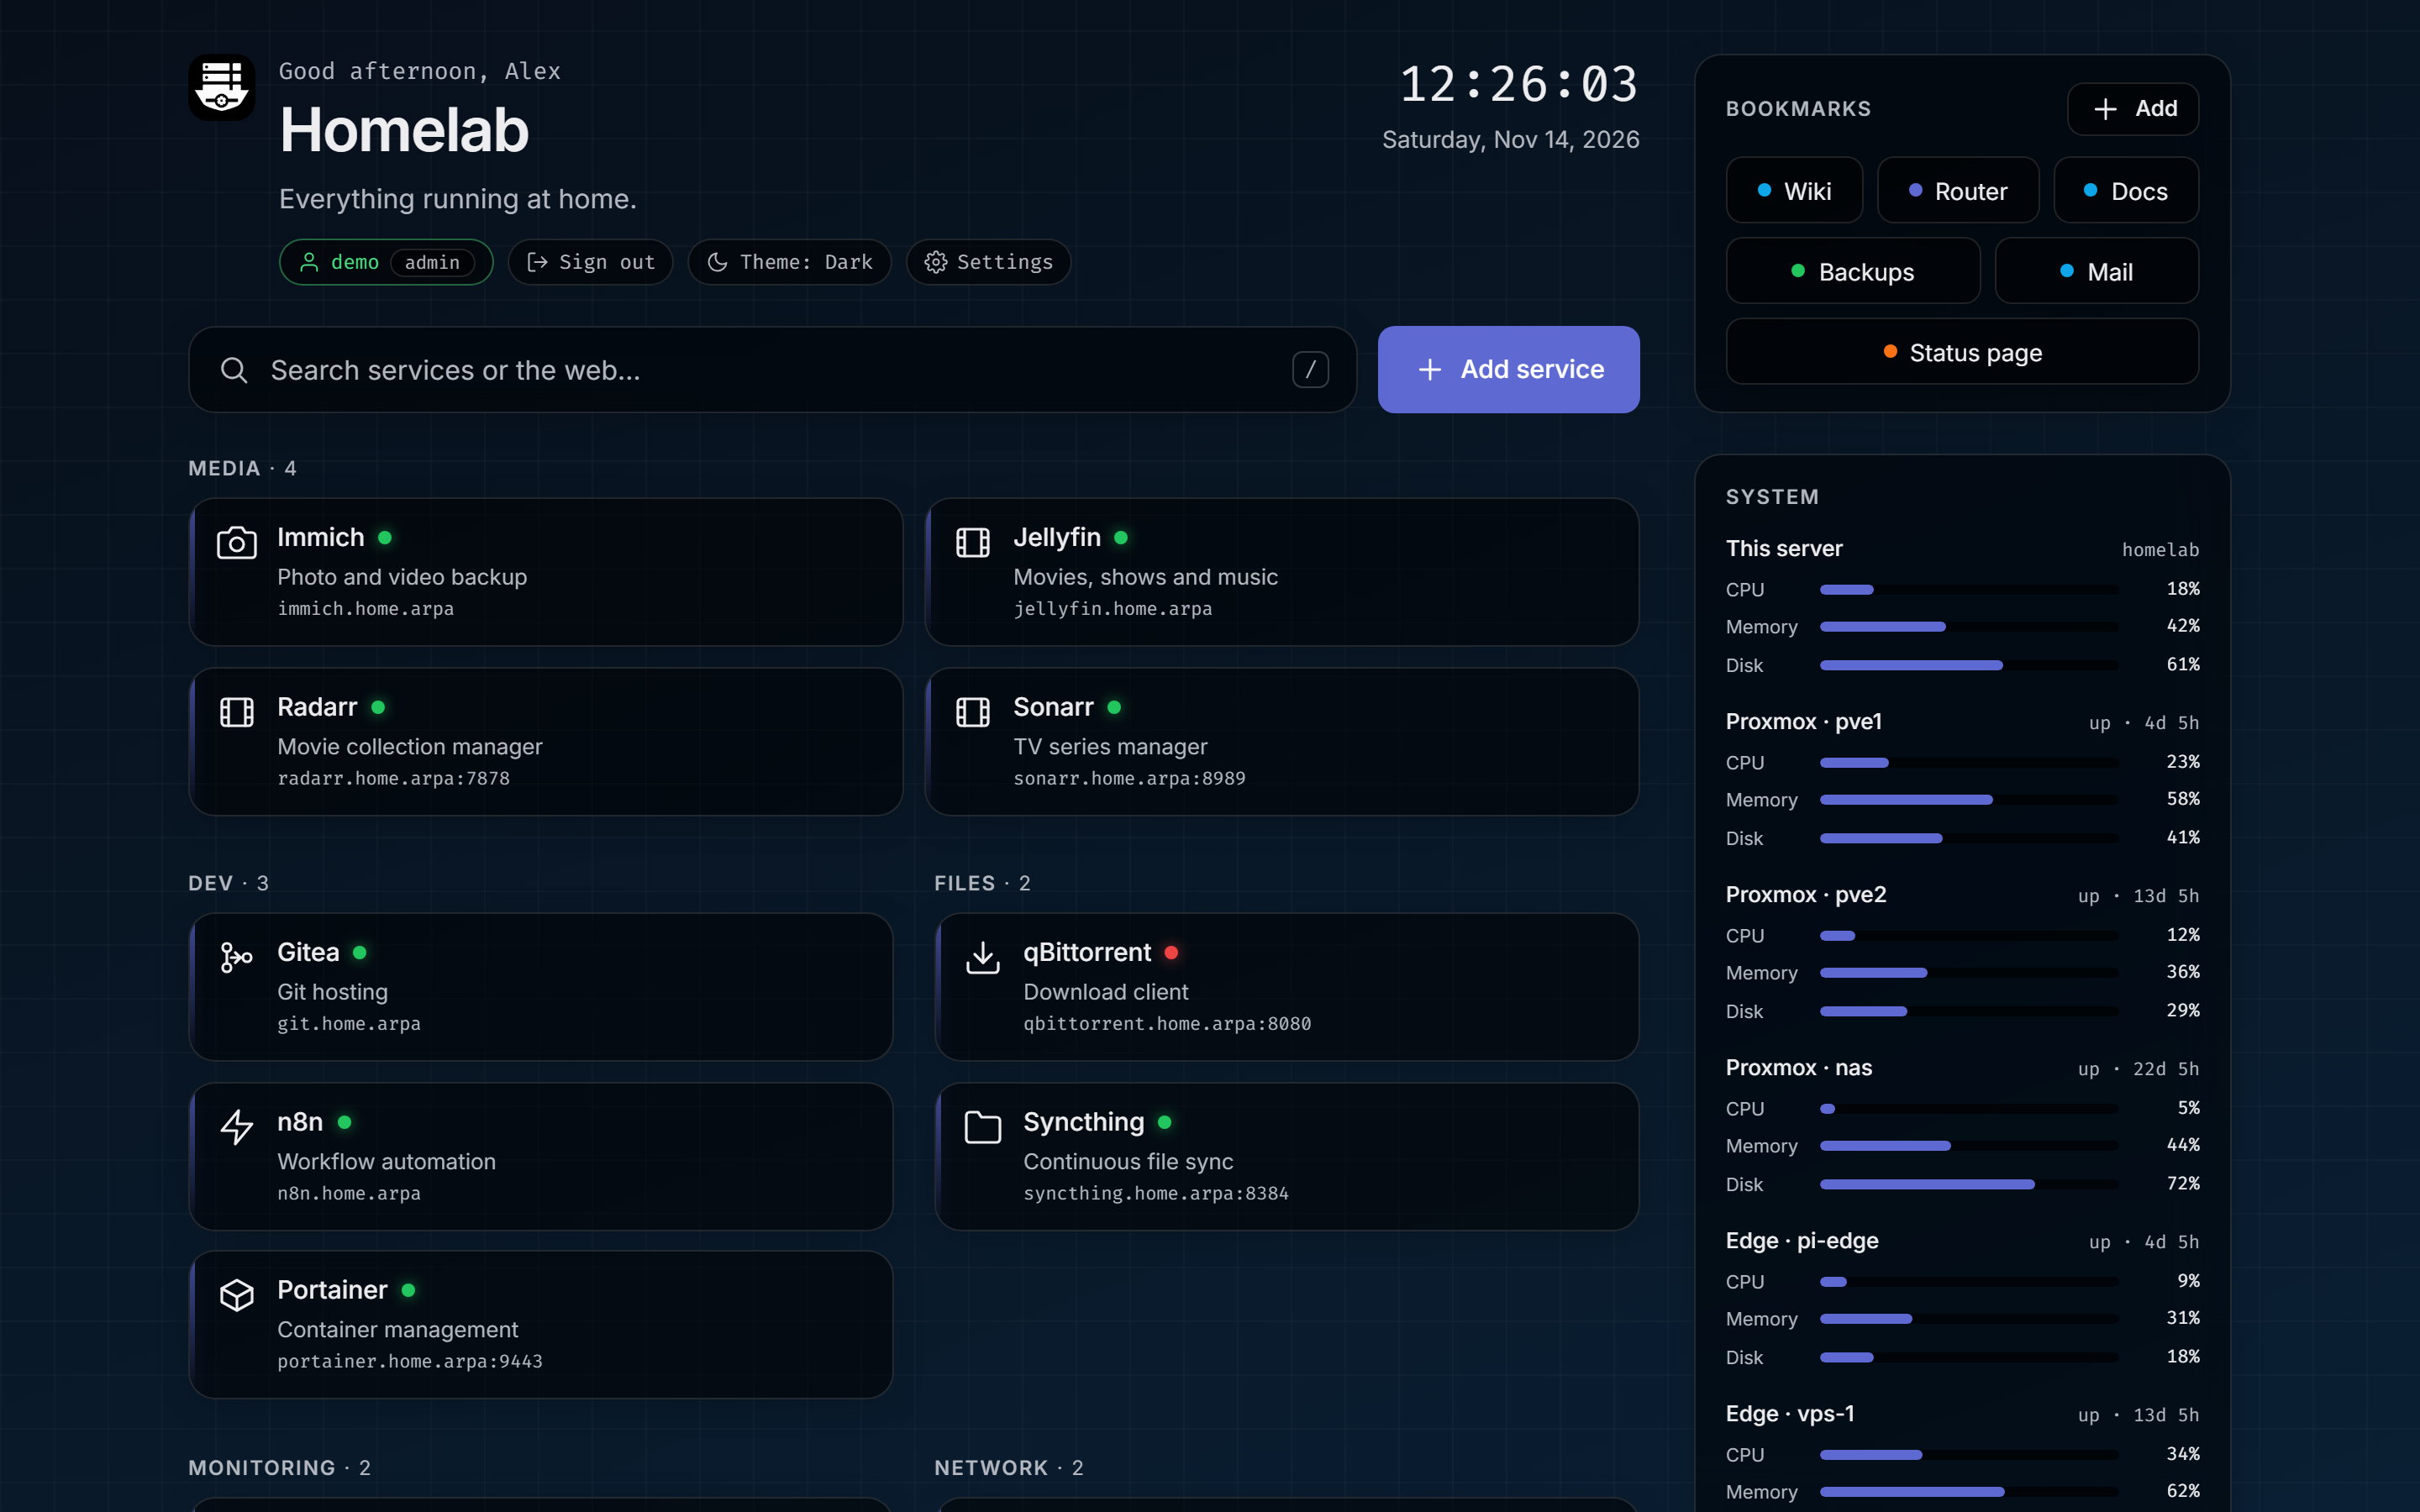 Good afternoon, Alex
Homelab
Everything running at home.
demo admin Sign out Theme: Dark Settings
12:26:03
Saturday, Nov 14, 2026
Search services or the web... /
Add service
MEDIA · 4
Immich
Photo and video backup
immich.home.arpa
Jellyfin
Movies, shows and music
jellyfin.home.arpa
Radarr
Movie collection manager
radarr.home.arpa:7878
Sonarr
TV series manager
sonarr.home.arpa:8989
DEV · 3
Gitea
Git hosting
git.home.arpa
n8n
Workflow automation
n8n.home.arpa
Portainer
Container management
portainer.home.arpa:9443
FILES · 2
qBittorrent
Download client
qbittorrent.home.arpa:8080
Syncthing
Continuous file sync
syncthing.home.arpa:8384
MONITORING · 2
NETWORK · 2
BOOKMARKS
Add
Wiki Router Docs
Backups Mail
Status page
SYSTEM
This server homelab
CPU 18%
Memory 42%
Disk 61%
Proxmox · pve1 up · 4d 5h
CPU 23%
Memory 58%
Disk 41%
Proxmox · pve2 up · 13d 5h
CPU 12%
Memory 36%
Disk 29%
Proxmox · nas up · 22d 5h
CPU 5%
Memory 44%
Disk 72%
Edge · pi-edge up · 4d 5h
CPU 9%
Memory 31%
Disk 18%
Edge · vps-1 up · 13d 5h
CPU 34%
Memory 62%